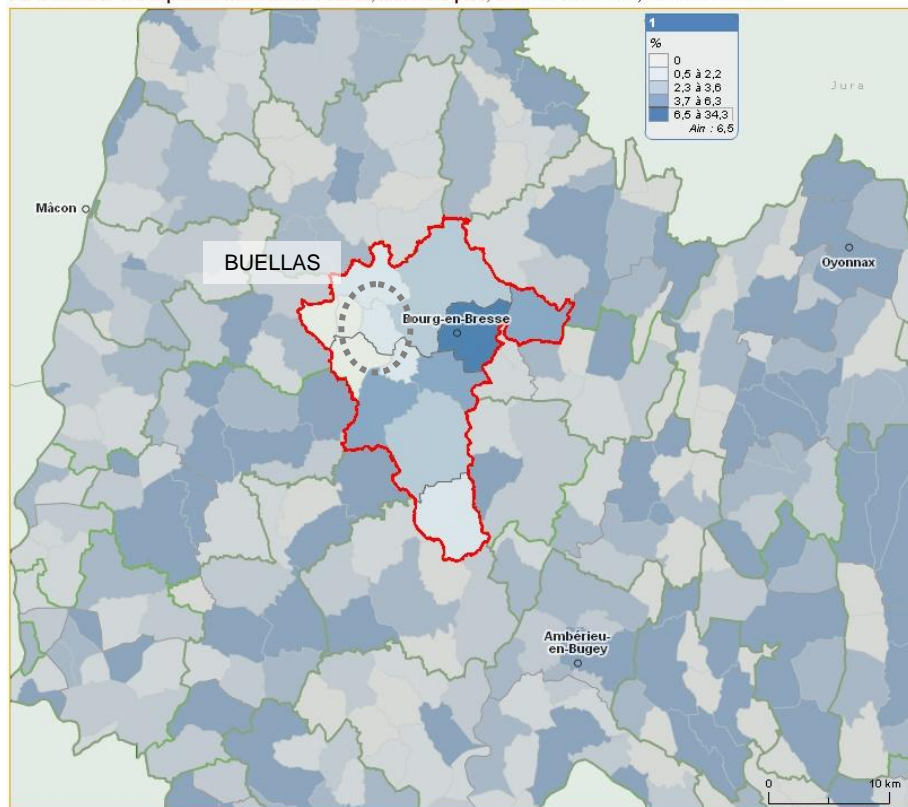 1
%
0
0,5 à 2,2
2,3 à 3,6
3,7 à 6,3
6,5 à 34,3
Ain : 6,5
Jura
Mâcon
BUELLAS
Oyonnax
Bourg-en-Bresse
Ambérieu-
en-Bugey
0
10 km